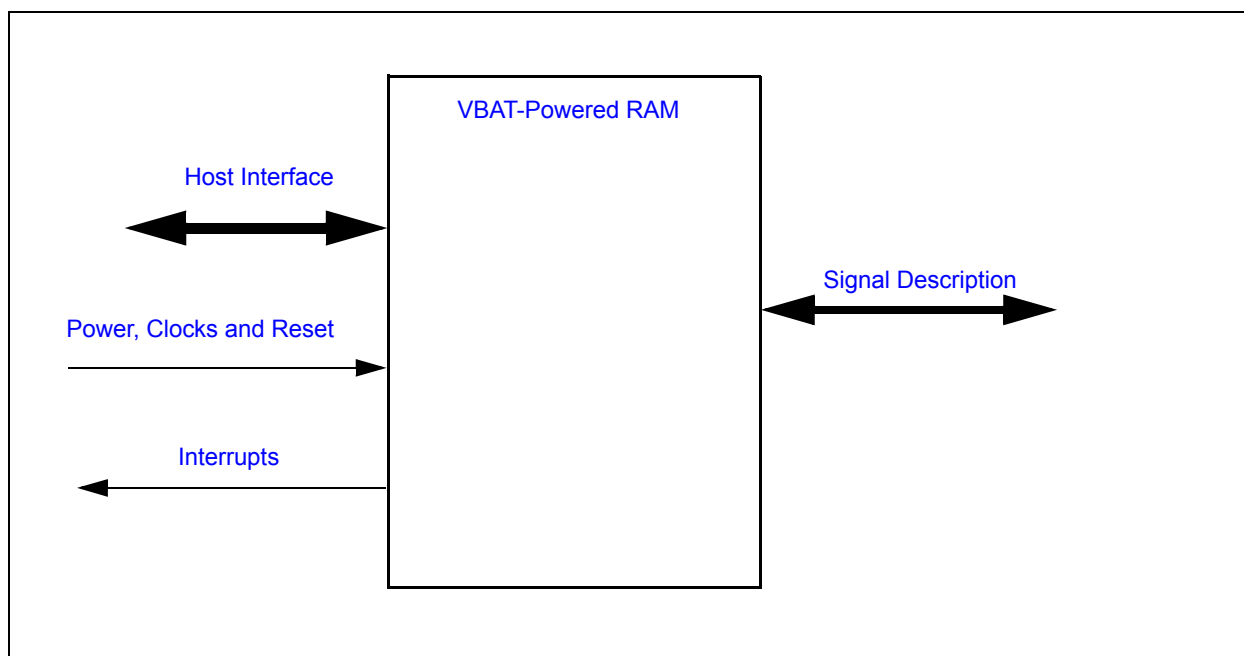 VBAT-Powered RAM
Host Interface
Signal Description
Power, Clocks and Reset
Interrupts